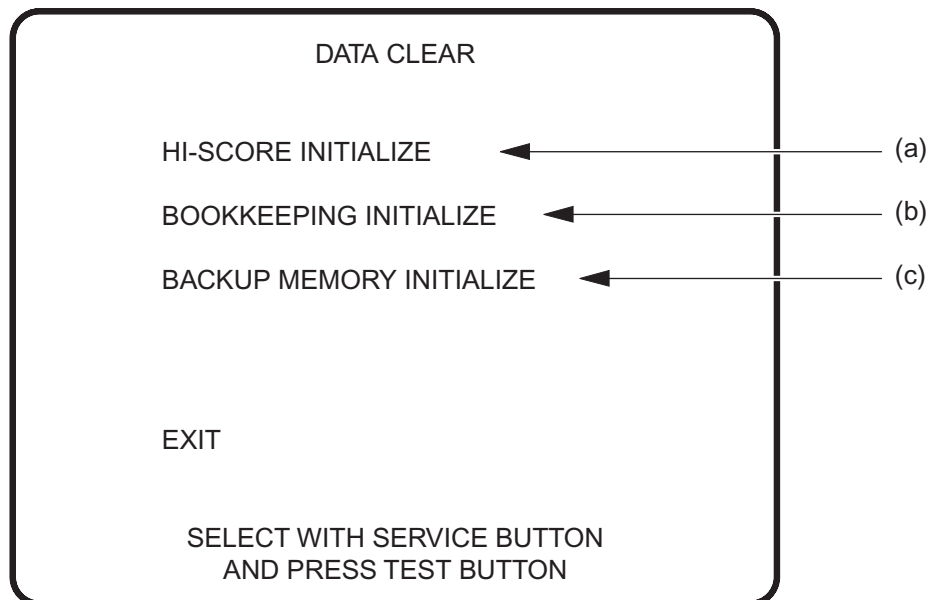 DATA CLEAR
HI-SCORE INITIALIZE
(a)
BOOKKEEPING INITIALIZE
(b)
BACKUP MEMORY INITIALIZE
(c)
EXIT
SELECT WITH SERVICE BUTTON
AND PRESS TEST BUTTON